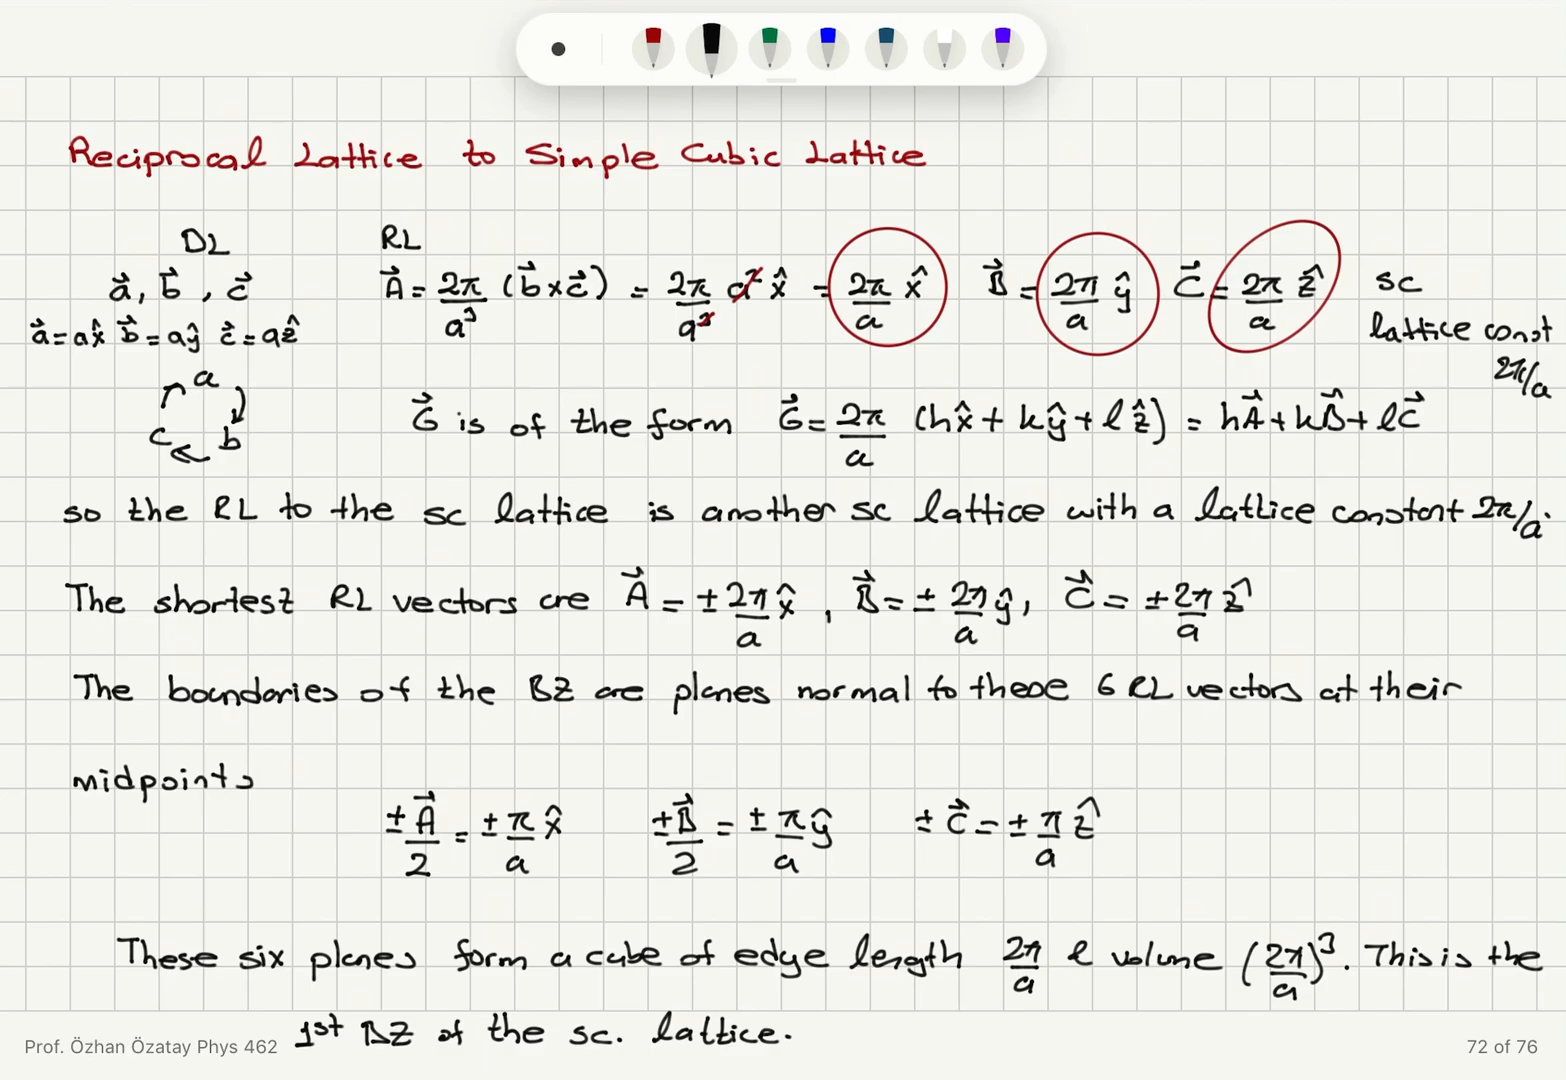 Reciprocal Lattice to Simple Cubic Lattice
DL RL
a⃗, b⃗, c⃗ A⃗ = 2π/a³ (b⃗ x c⃗) = 2π/a³ a² x̂ = 2π/a x̂ B⃗ = 2π/a ŷ C⃗ = 2π/a ẑ sc
a⃗=ax̂ b⃗=aŷ c⃗=aẑ lattice const
2π/a
a
c b
G⃗ is of the form G⃗ = 2π/a (hx̂ + kŷ + lẑ) = hA⃗ + kB⃗ + lC⃗
so the RL to the sc lattice is another sc lattice with a lattice constant 2π/a.
The shortest RL vectors are A⃗ = ± 2π/a x̂, B⃗ = ± 2π/a ŷ, C⃗ = ± 2π/a ẑ
The boundaries of the BZ are planes normal to these 6 RL vectors at their
midpoints
± A⃗/2 = ± π/a x̂ ± B⃗/2 = ± π/a ŷ ± C⃗ = ± π/a ẑ
These six planes form a cube of edge length 2π/a & volume (2π/a)³. This is the
1st BZ of the sc. lattice.
Prof. Özhan Özatay Phys 462
72 of 76